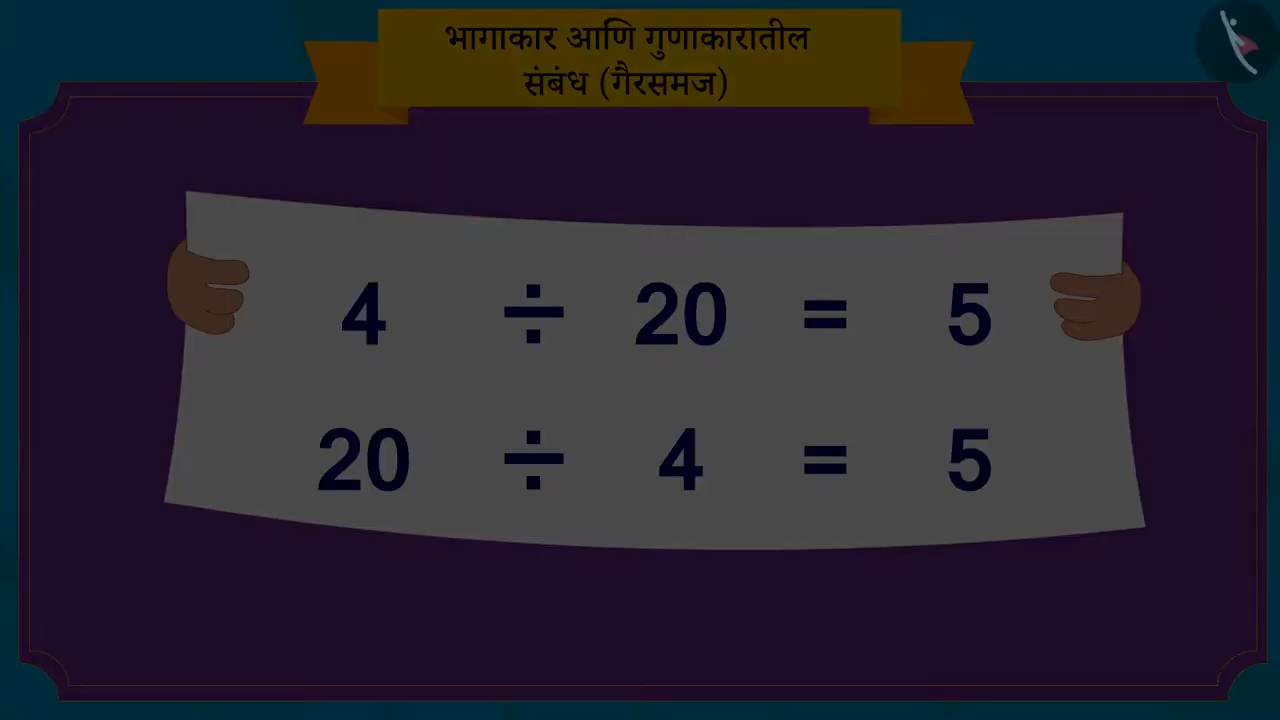 भागाकार आणि गुणाकारातील
संबंध (गैरसमज)
4 ÷ 20 = 5
20 ÷ 4 = 5